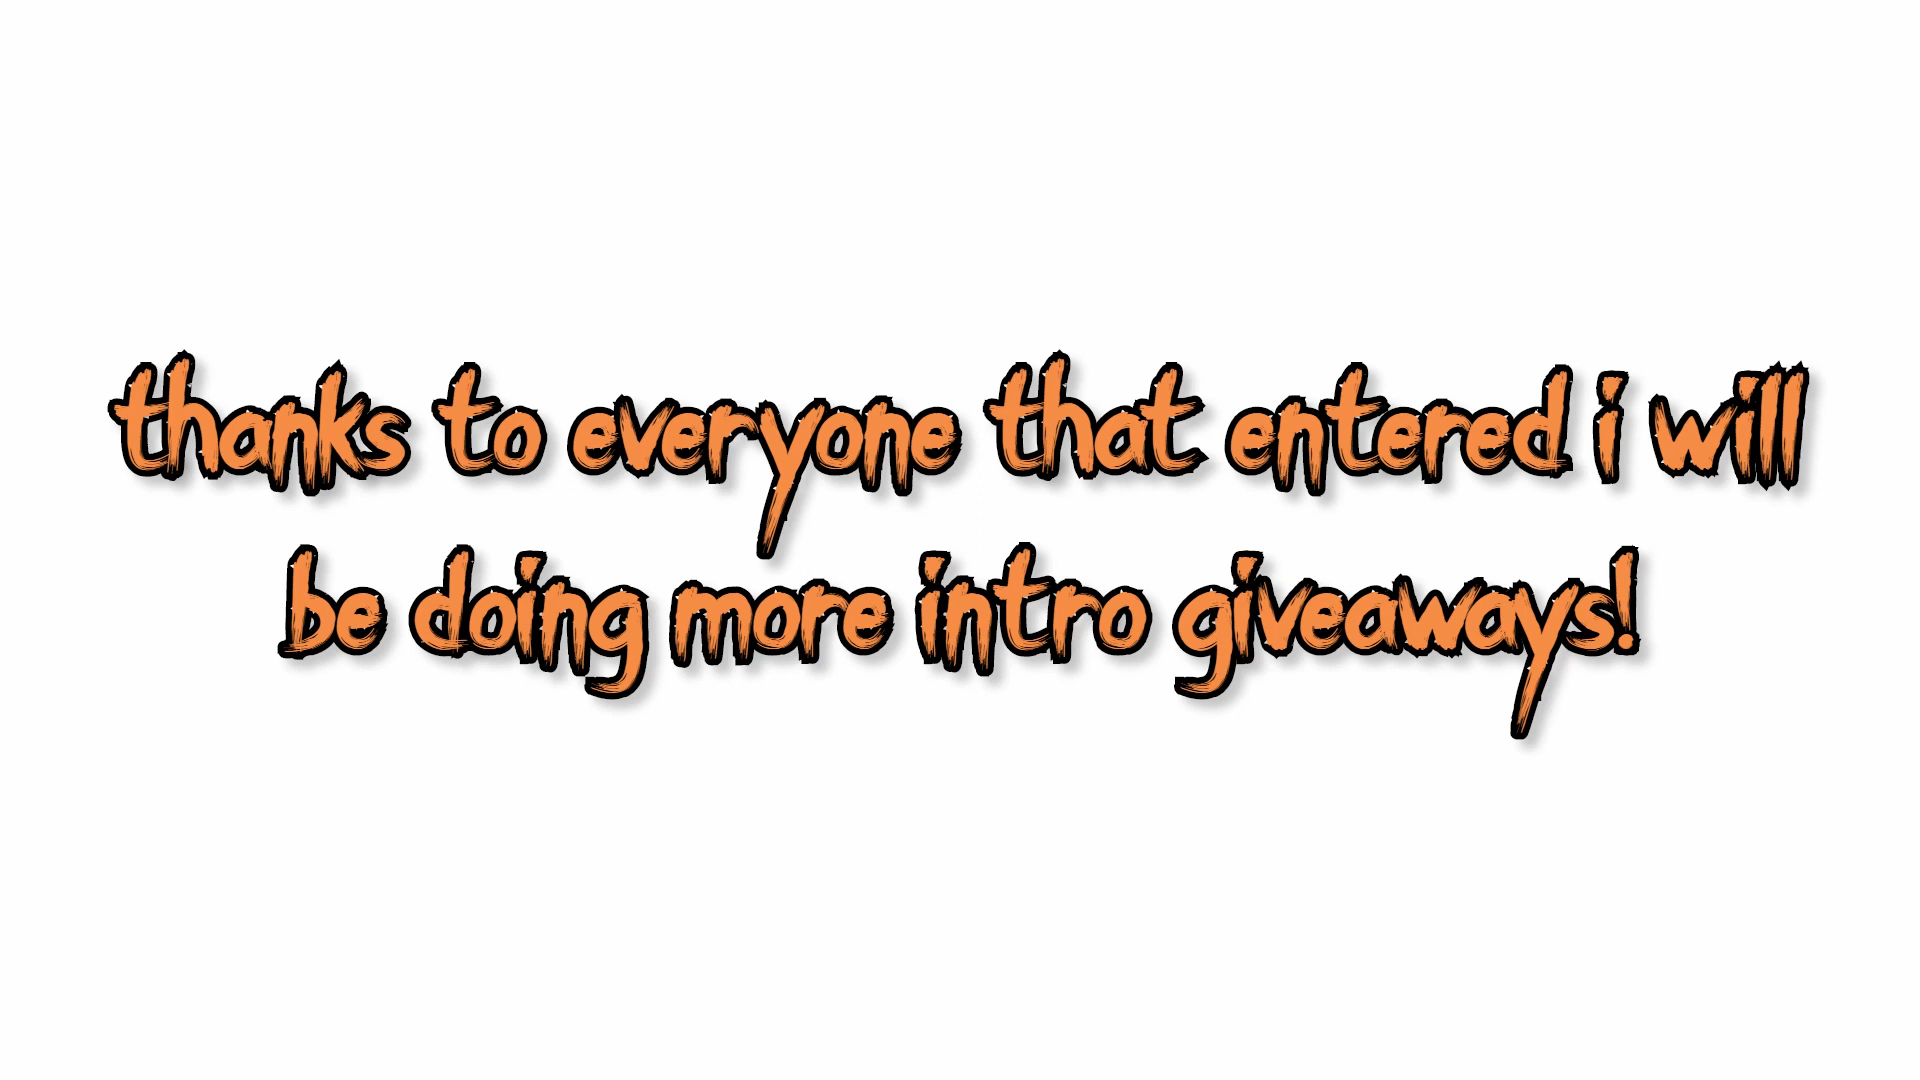 thanks to everyone that entered i will
be doing more intro giveaways!